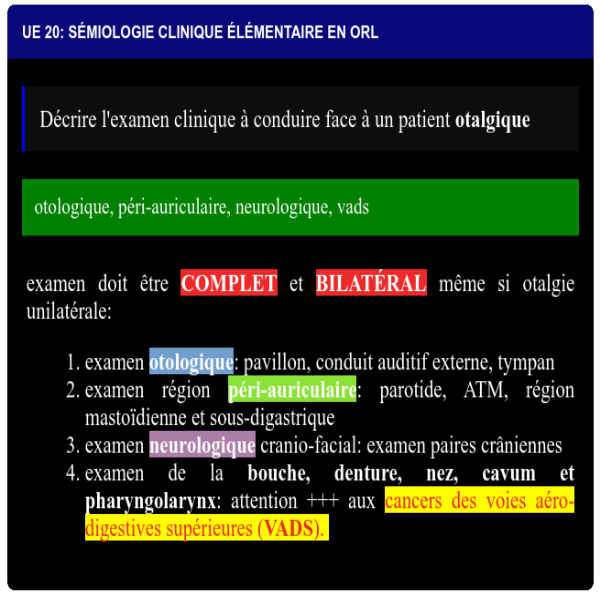 UE 20: SÉMIOLOGIE CLINIQUE ÉLÉMENTAIRE EN ORL
Décrire l'examen clinique à conduire face à un patient otalgique
otologique, péri-auriculaire, neurologique, vads
examen doit être COMPLET et BILATÉRAL même si otalgie
unilatérale:
1. examen otologique: pavillon, conduit auditif externe, tympan
2. examen région péri-auriculaire: parotide, ATM, région
mastoïdienne et sous-digastrique
3. examen neurologique cranio-facial: examen paires crâniennes
4. examen de la bouche, denture, nez, cavum et
pharyngolarynx: attention +++ aux cancers des voies aéro-
digestives supérieures (VADS).